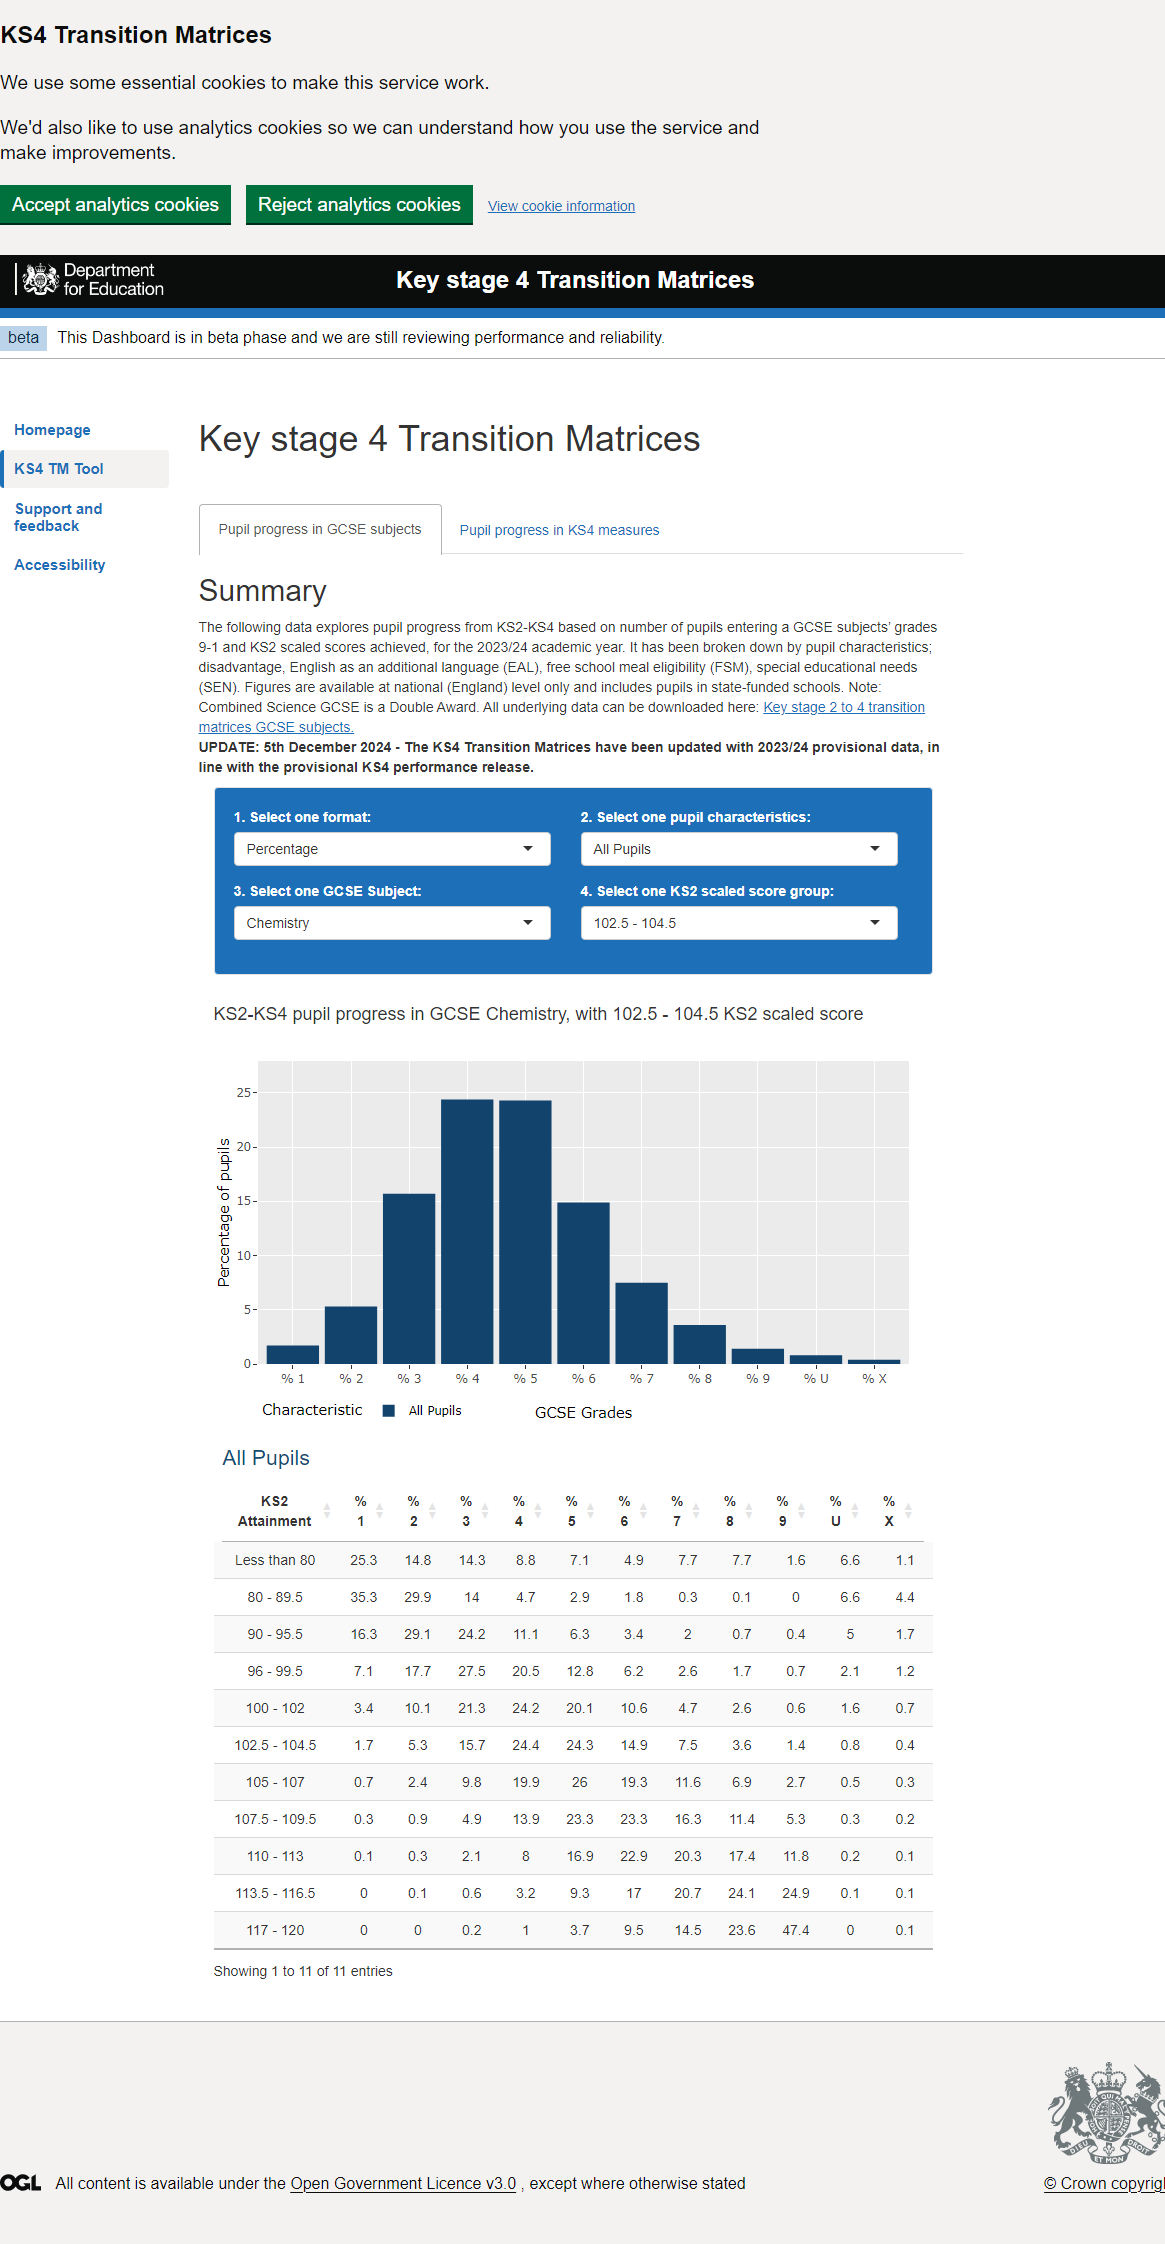 KS4 Transition Matrices
We use some essential cookies to make this service work.
We'd also like to use analytics cookies so we can understand how you use the service and
make improvements.
Accept analytics cookies Reject analytics cookies View cookie information
Department
for Education
Key stage 4 Transition Matrices
beta This Dashboard is in beta phase and we are still reviewing performance and reliability.
Homepage
KS4 TM Tool
Support and
feedback
Accessibility
Key stage 4 Transition Matrices
Pupil progress in GCSE subjects Pupil progress in KS4 measures
Summary
The following data explores pupil progress from KS2-KS4 based on number of pupils entering a GCSE subjects' grades
9-1 and KS2 scaled scores achieved, for the 2023/24 academic year. It has been broken down by pupil characteristics;
disadvantage, English as an additional language (EAL), free school meal eligibility (FSM), special educational needs
(SEN). Figures are available at national (England) level only and includes pupils in state-funded schools. Note:
Combined Science GCSE is a Double Award. All underlying data can be downloaded here: Key stage 2 to 4 transition
matrices GCSE subjects.
UPDATE: 5th December 2024 - The KS4 Transition Matrices have been updated with 2023/24 provisional data, in
line with the provisional KS4 performance release.
1. Select one format: 2. Select one pupil characteristics:
Percentage All Pupils
3. Select one GCSE Subject: 4. Select one KS2 scaled score group:
Chemistry 102.5 - 104.5
KS2-KS4 pupil progress in GCSE Chemistry, with 102.5 - 104.5 KS2 scaled score
Percentage of pupils
25
20
15
10
5
0
% 1 % 2 % 3 % 4 % 5 % 6 % 7 % 8 % 9 % U % X
Characteristic All Pupils GCSE Grades
All Pupils
KS2 % % % % % % % % % % %
Attainment 1 2 3 4 5 6 7 8 9 U X
Less than 80 25.3 14.8 14.3 8.8 7.1 4.9 7.7 7.7 1.6 6.6 1.1
80 - 89.5 35.3 29.9 14 4.7 2.9 1.8 0.3 0.1 0 6.6 4.4
90 - 95.5 16.3 29.1 24.2 11.1 6.3 3.4 2 0.7 0.4 5 1.7
96 - 99.5 7.1 17.7 27.5 20.5 12.8 6.2 2.6 1.7 0.7 2.1 1.2
100 - 102 3.4 10.1 21.3 24.2 20.1 10.6 4.7 2.6 0.6 1.6 0.7
102.5 - 104.5 1.7 5.3 15.7 24.4 24.3 14.9 7.5 3.6 1.4 0.8 0.4
105 - 107 0.7 2.4 9.8 19.9 26 19.3 11.6 6.9 2.7 0.5 0.3
107.5 - 109.5 0.3 0.9 4.9 13.9 23.3 23.3 16.3 11.4 5.3 0.3 0.2
110 - 113 0.1 0.3 2.1 8 16.9 22.9 20.3 17.4 11.8 0.2 0.1
113.5 - 116.5 0 0.1 0.6 3.2 9.3 17 20.7 24.1 24.9 0.1 0.1
117 - 120 0 0 0.2 1 3.7 9.5 14.5 23.6 47.4 0 0.1
Showing 1 to 11 of 11 entries
OGL All content is available under the Open Government Licence v3.0 , except where otherwise stated
© Crown